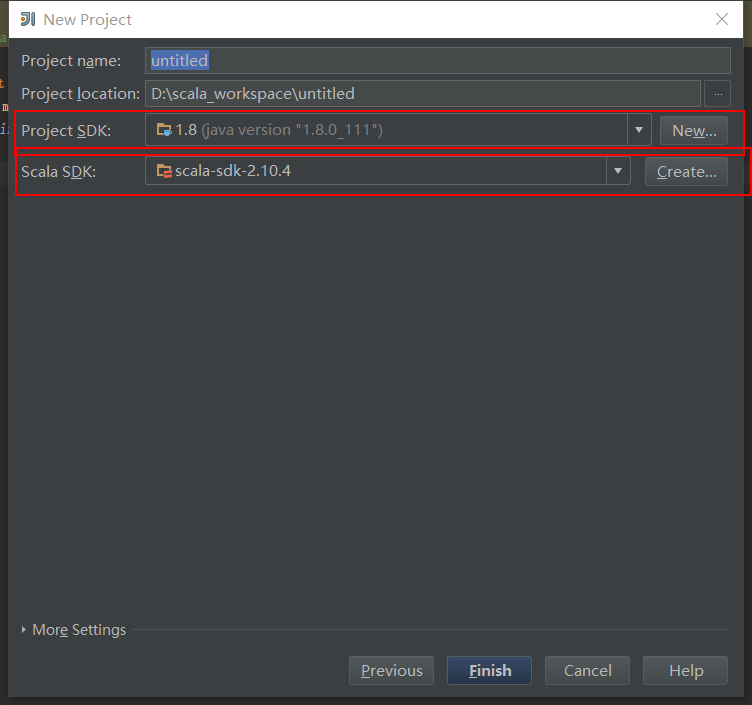 New Project
Project name: untitled
Project location: D:\scala_workspace\untitled ...
Project SDK: 1.8 (java version "1.8.0_111") New...
Scala SDK: scala-sdk-2.10.4 Create...
More Settings
Previous Finish Cancel Help